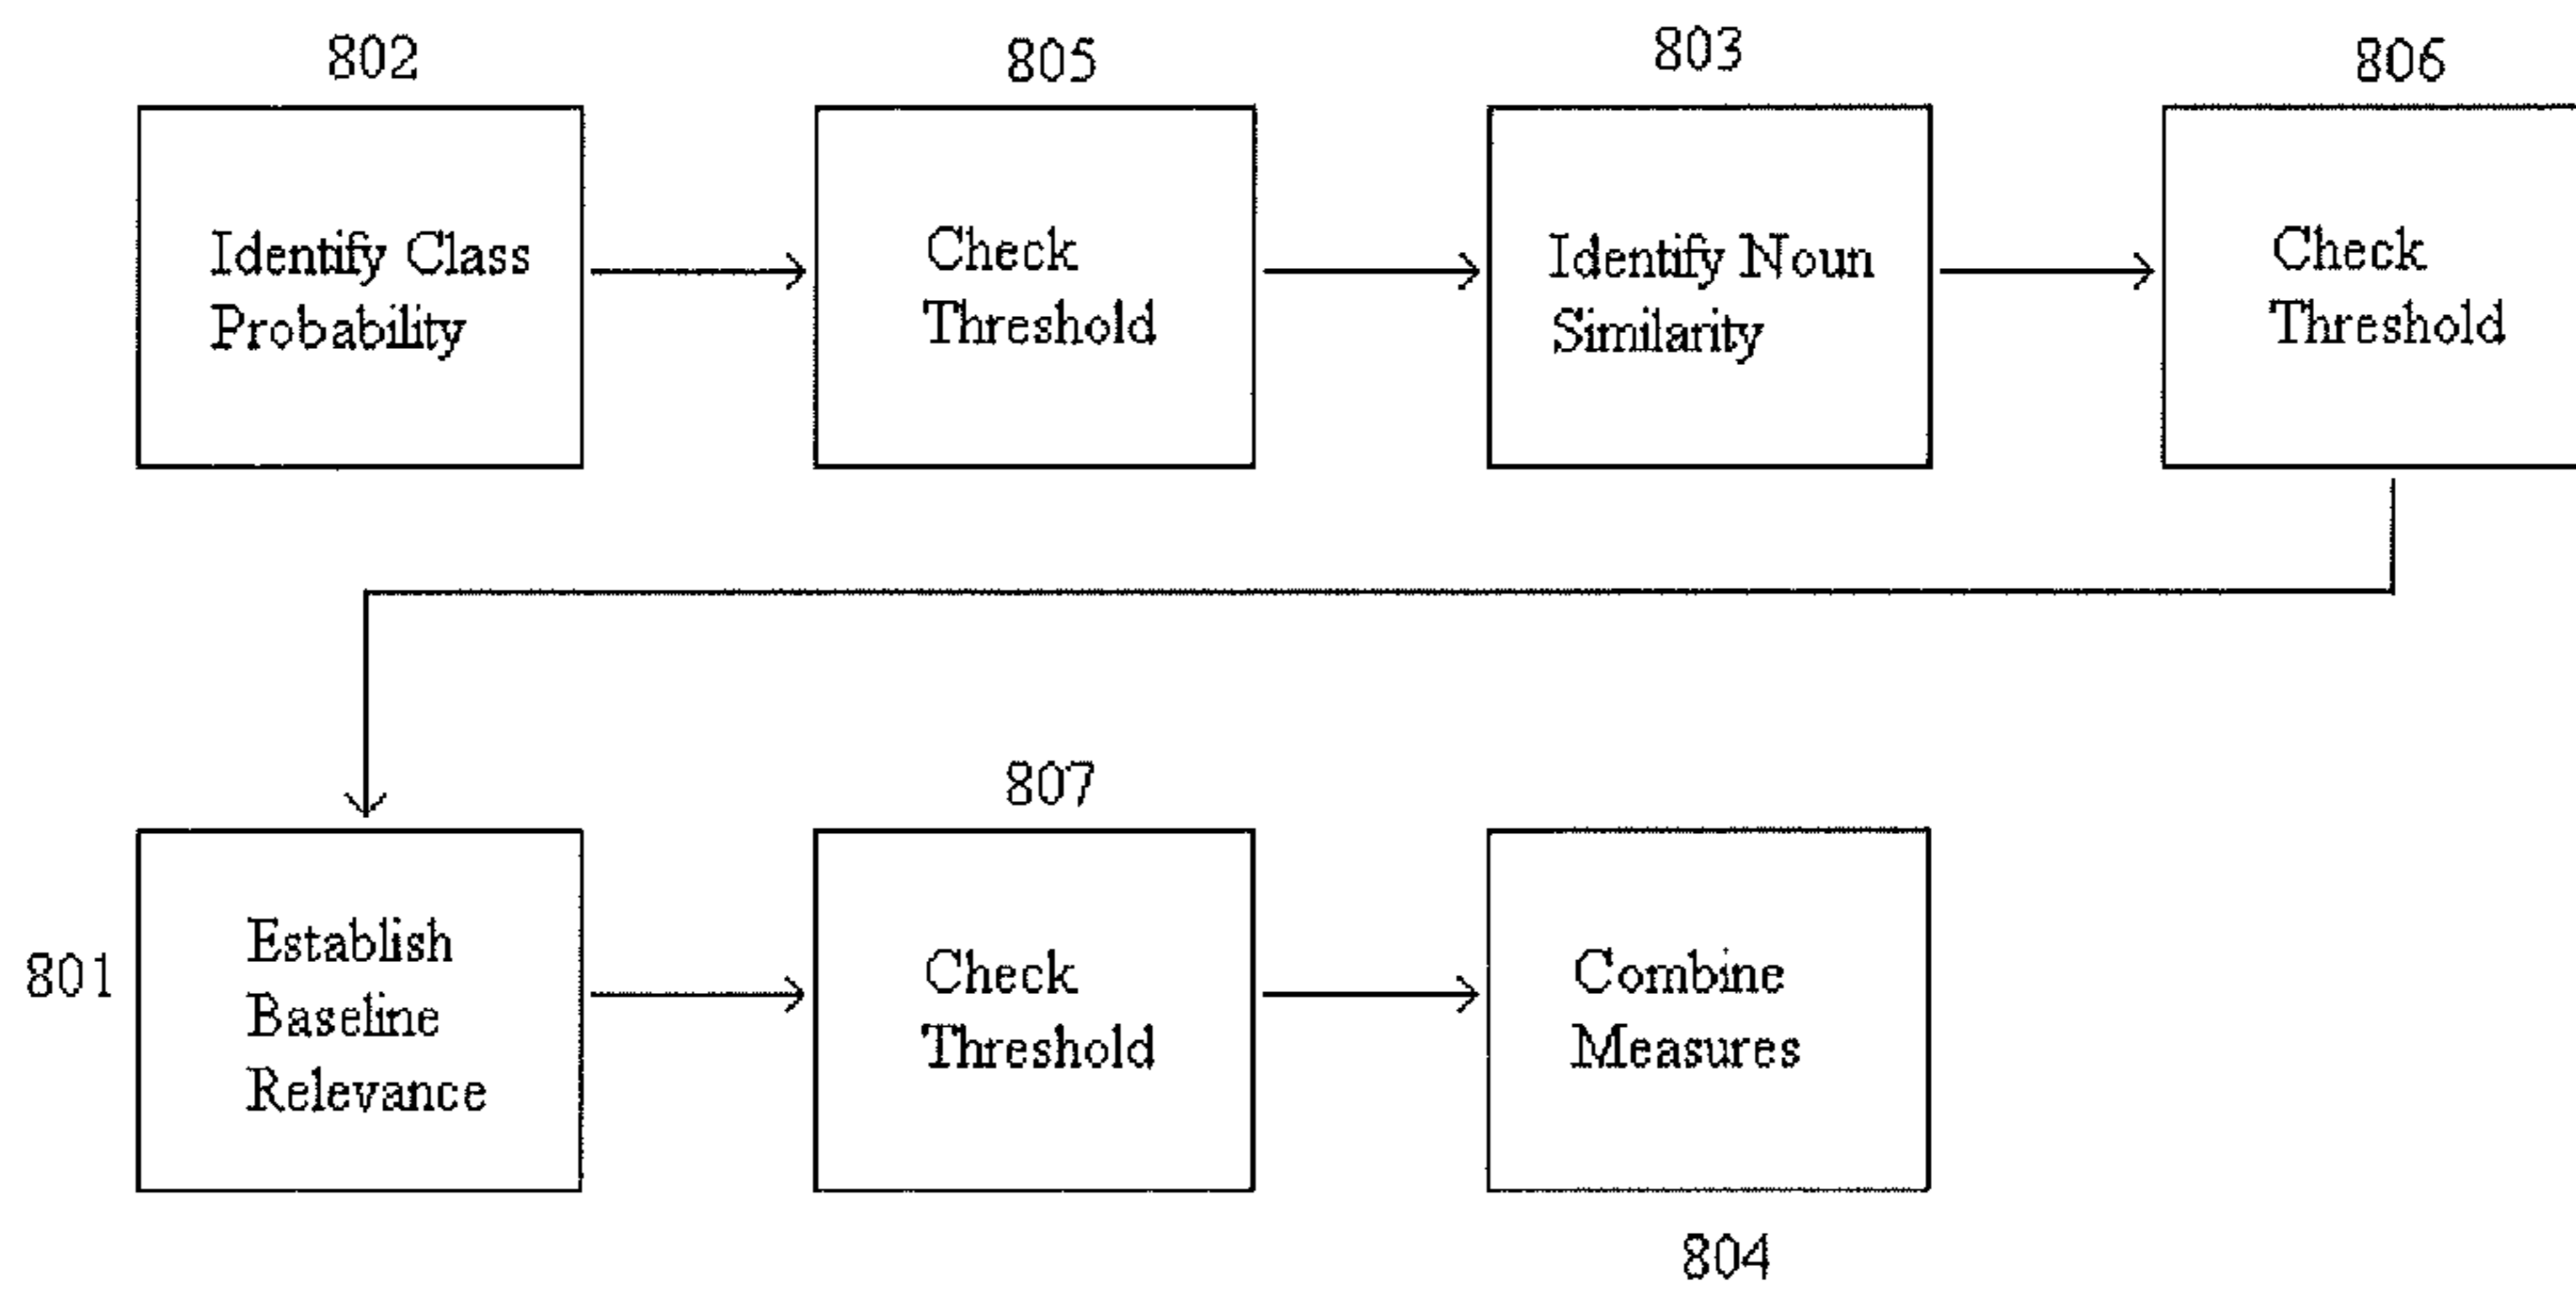 802
805
803
806
Identify Class
Probability
Check
Threshold
Identify Noun
Similarity
Check
Threshold
801
Establish
Baseline
Relevance
807
Check
Threshold
Combine
Measures
804